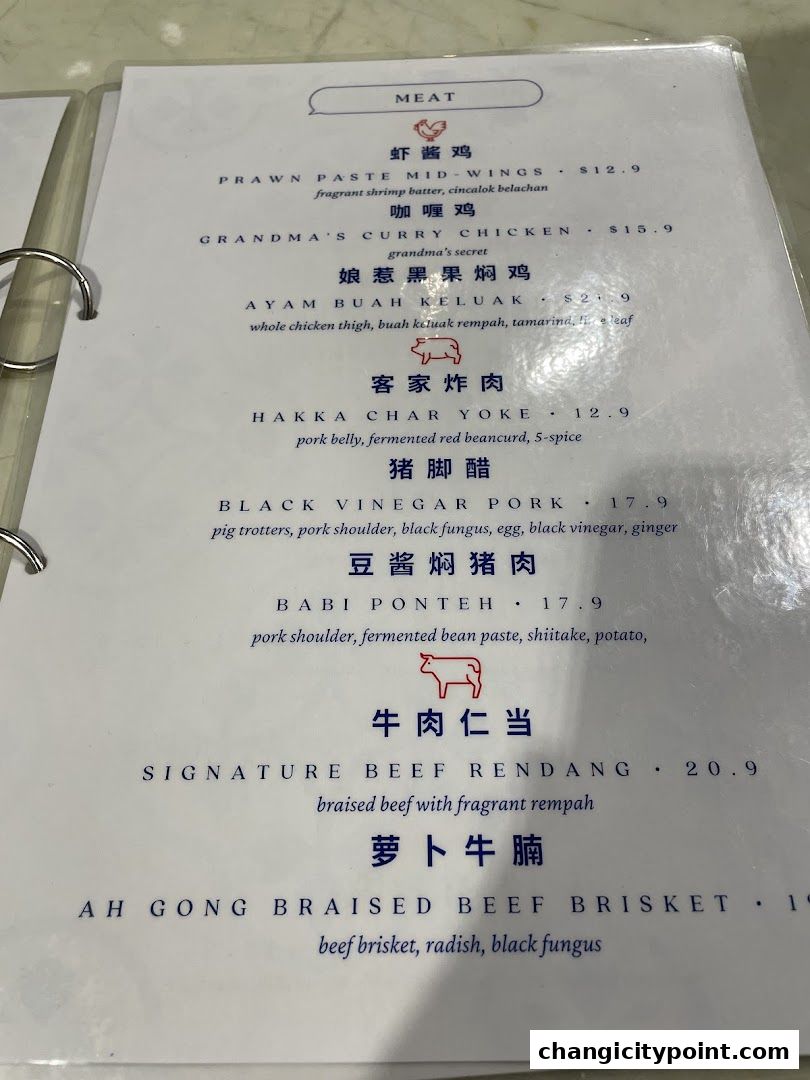 MEAT
虾酱鸡
PRAWN PASTE MID-WINGS • $12.9
fragrant shrimp batter, cincalok belachan
咖喱鸡
GRANDMA'S CURRY CHICKEN • $15.9
grandma's secret
娘惹黑果焖鸡
AYAM BUAH KELUAK •
whole chicken thigh, buah keluak rempah, tamarind, leaf
客家炸肉
HAKKA CHAR YOKE • 12.9
pork belly, fermented red beancurd, 5-spice
猪脚醋
BLACK VINEGAR PORK • 17.9
pig trotters, pork shoulder, black fungus, egg, black vinegar, ginger
豆酱焖猪肉
BABI PONTEH • 17.9
pork shoulder, fermented bean paste, shiitake, potato,
牛肉仁当
SIGNATURE BEEF RENDANG • 20.9
braised beef with fragrant rempah
萝卜牛腩
AH GONG BRAISED BEEF BRISKET •
beef brisket, radish, black fungus
changicitypoint.com